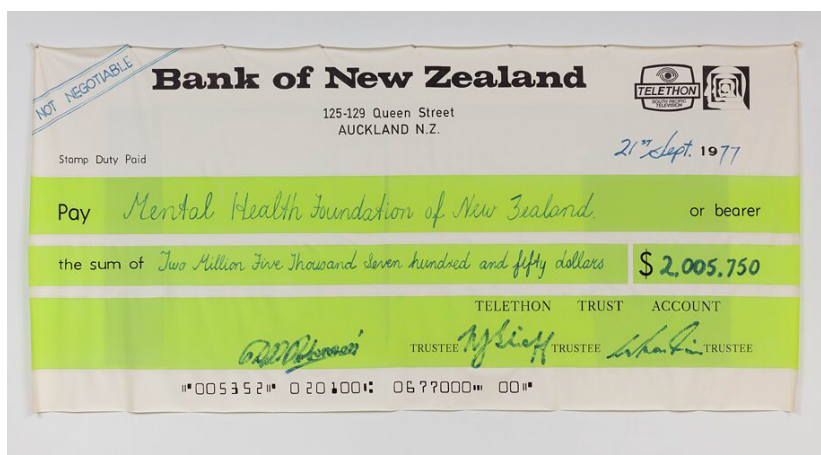 NOT NEGOTIABLE
Bank of New Zealand
TELETHON
SOUTH PACIFIC
TELEVISION
125-129 Queen Street
AUCKLAND N.Z.
21st Sept. 1977
Stamp Duty Paid
Pay Mental Health Foundation of New Zealand. or bearer
the sum of Two Million Five Thousand Seven hundred and fifty dollars $ 2,005.750
TELETHON TRUST ACCOUNT
TRUSTEE TRUSTEE TRUSTEE
⑈005352⑈ 020100⑆ 0677000⑉ 00⑈